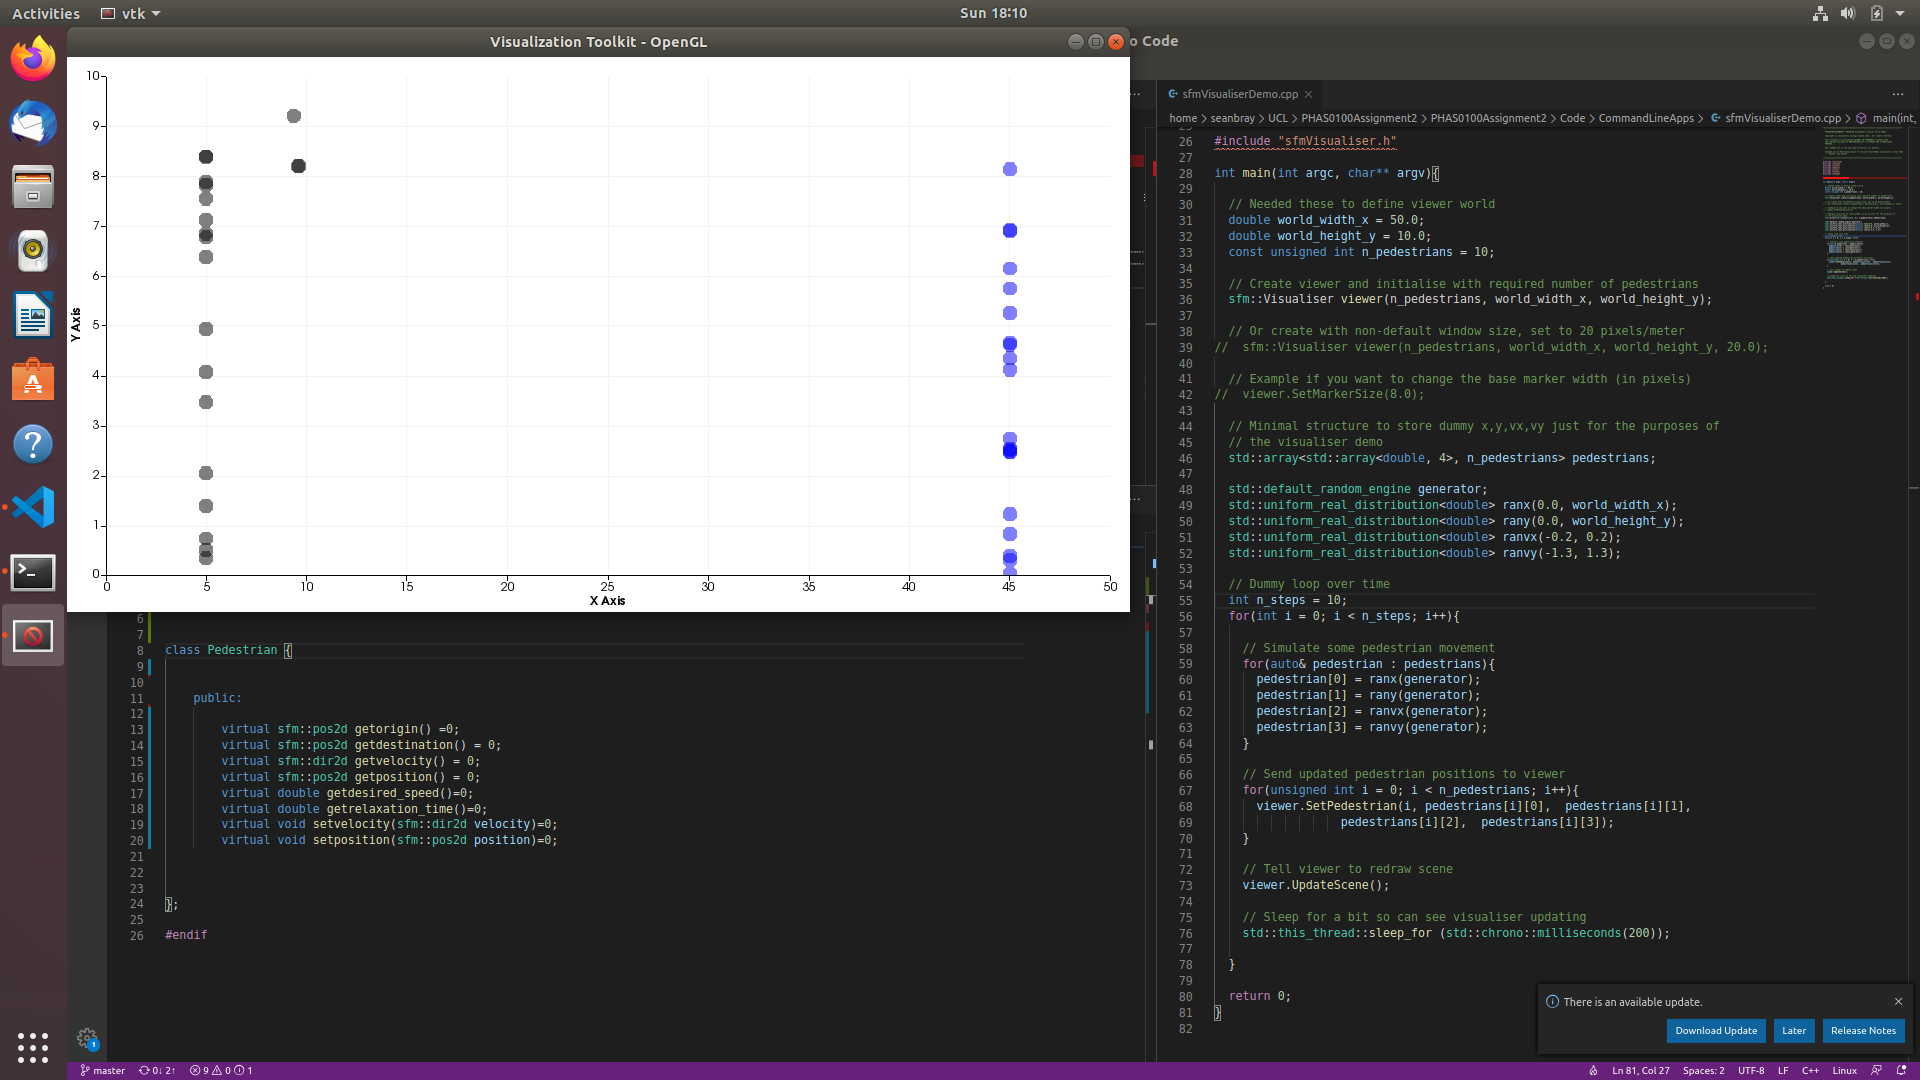 Activities
vtk
Sun 18:10
Visualization Toolkit - OpenGL
o Code
10
9
8
7
6
5
4
3
2
1
0
Y Axis
0 5 10 15 20 25 30 35 40 45 50
X Axis
6
7
8 class Pedestrian {
9
10
11 public:
12
13 virtual sfm::pos2d getorigin() =0;
14 virtual sfm::pos2d getdestination() = 0;
15 virtual sfm::dir2d getvelocity() = 0;
16 virtual sfm::pos2d getposition() = 0;
17 virtual double getdesired_speed()=0;
18 virtual double getrelaxation_time()=0;
19 virtual void setvelocity(sfm::dir2d velocity)=0;
20 virtual void setposition(sfm::pos2d position)=0;
21
22
23
24 };
25
26 #endif
sfmVisualiserDemo.cpp
home > seanbray > UCL > PHAS0100Assignment2 > PHAS0100Assignment2 > Code > CommandLineApps > sfmVisualiserDemo.cpp > main(int,
26 #include "sfmVisualiser.h"
27
28 int main(int argc, char** argv){
29
30 // Needed these to define viewer world
31 double world_width_x = 50.0;
32 double world_height_y = 10.0;
33 const unsigned int n_pedestrians = 10;
34
35 // Create viewer and initialise with required number of pedestrians
36 sfm::Visualiser viewer(n_pedestrians, world_width_x, world_height_y);
37
38 // Or create with non-default window size, set to 20 pixels/meter
39 // sfm::Visualiser viewer(n_pedestrians, world_width_x, world_height_y, 20.0);
40
41 // Example if you want to change the base marker width (in pixels)
42 // viewer.SetMarkerSize(8.0);
43
44 // Minimal structure to store dummy x,y,vx,vy just for the purposes of
45 // the visualiser demo
46 std::array<std::array<double, 4>, n_pedestrians> pedestrians;
47
48 std::default_random_engine generator;
49 std::uniform_real_distribution<double> ranx(0.0, world_width_x);
50 std::uniform_real_distribution<double> rany(0.0, world_height_y);
51 std::uniform_real_distribution<double> ranvx(-0.2, 0.2);
52 std::uniform_real_distribution<double> ranvy(-1.3, 1.3);
53
54 // Dummy loop over time
55 int n_steps = 10;
56 for(int i = 0; i < n_steps; i++){
57
58 // Simulate some pedestrian movement
59 for(auto& pedestrian : pedestrians){
60 pedestrian[0] = ranx(generator);
61 pedestrian[1] = rany(generator);
62 pedestrian[2] = ranvx(generator);
63 pedestrian[3] = ranvy(generator);
64 }
65
66 // Send updated pedestrian positions to viewer
67 for(unsigned int i = 0; i < n_pedestrians; i++){
68 viewer.SetPedestrian(i, pedestrians[i][0], pedestrians[i][1],
69 pedestrians[i][2], pedestrians[i][3]);
70 }
71
72 // Tell viewer to redraw scene
73 viewer.UpdateScene();
74
75 // Sleep for a bit so can see visualiser updating
76 std::this_thread::sleep_for (std::chrono::milliseconds(200));
77
78 }
79
80 return 0;
81 }
82
There is an available update.
Download Update Later Release Notes
1
master 0↓ 2↑ 9 0 1
Ln 81, Col 27 Spaces: 2 UTF-8 LF C++ Linux